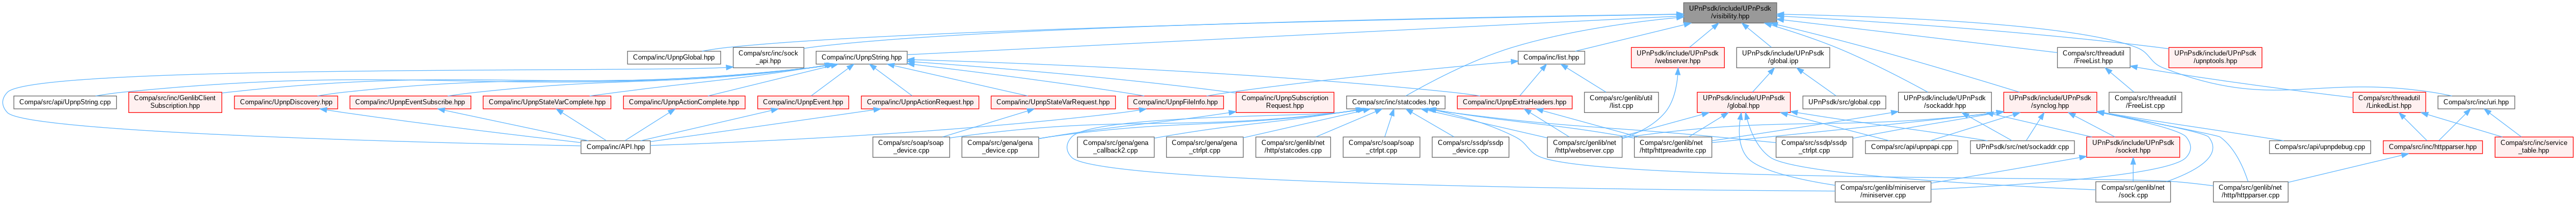 UPnPsdk/include/UPnPsdk
/visibility.hpp
Compa/inc/UpnpGlobal.hpp
Compa/src/inc/sock
_api.hpp
Compa/inc/UpnpString.hpp
Compa/inc/list.hpp
UPnPsdk/include/UPnPsdk
/webserver.hpp
UPnPsdk/include/UPnPsdk
/global.ipp
Compa/src/threadutil
/FreeList.hpp
UPnPsdk/include/UPnPsdk
/upnptools.hpp
Compa/src/api/UpnpString.cpp
Compa/src/inc/GenlibClient
Subscription.hpp
Compa/inc/UpnpDiscovery.hpp
Compa/inc/UpnpEventSubscribe.hpp
Compa/inc/UpnpStateVarComplete.hpp
Compa/inc/UpnpActionComplete.hpp
Compa/inc/UpnpEvent.hpp
Compa/inc/UpnpActionRequest.hpp
Compa/inc/UpnpStateVarRequest.hpp
Compa/inc/UpnpFileInfo.hpp
Compa/inc/UpnpSubscription
Request.hpp
Compa/src/inc/statcodes.hpp
Compa/inc/UpnpExtraHeaders.hpp
Compa/src/genlib/util
/list.cpp
UPnPsdk/include/UPnPsdk
/global.hpp
UPnPsdk/src/global.cpp
UPnPsdk/include/UPnPsdk
/sockaddr.hpp
UPnPsdk/include/UPnPsdk
/synclog.hpp
Compa/src/threadutil
/FreeList.cpp
Compa/src/threadutil
/LinkedList.hpp
Compa/src/inc/uri.hpp
Compa/inc/API.hpp
Compa/src/soap/soap
_device.cpp
Compa/src/gena/gena
_device.cpp
Compa/src/gena/gena
_callback2.cpp
Compa/src/gena/gena
_ctrlpt.cpp
Compa/src/genlib/net
/http/statcodes.cpp
Compa/src/soap/soap
_ctrlpt.cpp
Compa/src/ssdp/ssdp
_device.cpp
Compa/src/genlib/net
/http/webserver.cpp
Compa/src/genlib/net
/http/httpreadwrite.cpp
Compa/src/ssdp/ssdp
_ctrlpt.cpp
Compa/src/api/upnpapi.cpp
UPnPsdk/src/net/sockaddr.cpp
UPnPsdk/include/UPnPsdk
/socket.hpp
Compa/src/api/upnpdebug.cpp
Compa/src/inc/httpparser.hpp
Compa/src/inc/service
_table.hpp
Compa/src/genlib/miniserver
/miniserver.cpp
Compa/src/genlib/net
/sock.cpp
Compa/src/genlib/net
/http/httpparser.cpp